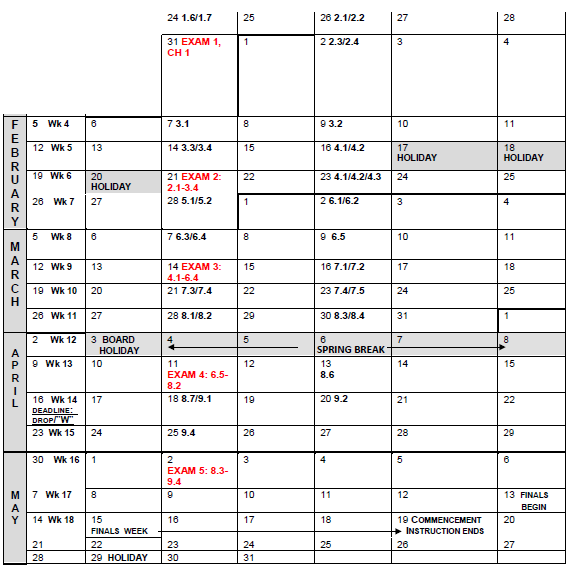 24 1.6/1.7 25 26 2.1/2.2 27 28
31 EXAM 1, 1 2 2.3/2.4 3 4
CH 1
FEBRUARY
5 Wk 4 6 7 3.1 8 9 3.2 10 11
12 Wk 5 13 14 3.3/3.4 15 16 4.1/4.2 17 18
HOLIDAY HOLIDAY
19 Wk 6 20 21 EXAM 2: 22 23 4.1/4.2/4.3 24 25
HOLIDAY 2.1-3.4
26 Wk 7 27 28 5.1/5.2 1 2 6.1/6.2 3 4
MARCH
5 Wk 8 6 7 6.3/6.4 8 9 6.5 10 11
12 Wk 9 13 14 EXAM 3: 15 16 7.1/7.2 17 18
4.1-6.4
19 Wk 10 20 21 7.3/7.4 22 23 7.4/7.5 24 25
26 Wk 11 27 28 8.1/8.2 29 30 8.3/8.4 31 1
APRIL
2 Wk 12 3 BOARD 4 5 6 7 8
HOLIDAY SPRING BREAK
9 Wk 13 10 11 12 13 14 15
EXAM 4: 6.5- 8.6
8.2
16 Wk 14 17 18 8.7/9.1 19 20 9.2 21 22
DEADLINE:
DROP/"W"
23 Wk 15 24 25 9.4 26 27 28 29
MAY
30 Wk 16 1 2 3 4 5 6
EXAM 5: 8.3-
9.4
7 Wk 17 8 9 10 11 12 13 FINALS
BEGIN
14 Wk 18 15 16 17 18 19 COMMENCEMENT 20
FINALS WEEK INSTRUCTION ENDS
21 22 23 24 25 26 27
28 29 HOLIDAY 30 31